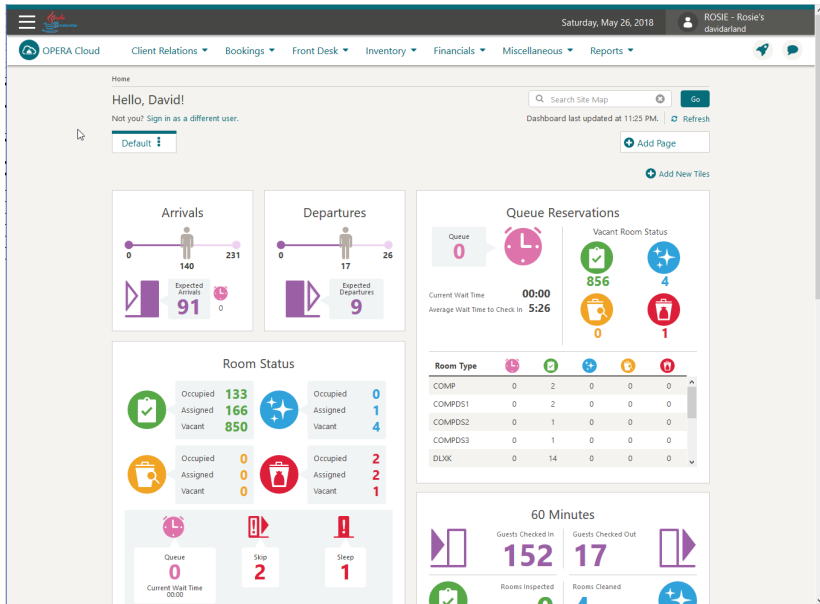 Saturday, May 26, 2018
ROSIE - Rosie's
davidarland
OPERA Cloud
Client Relations
Bookings
Front Desk
Inventory
Financials
Miscellaneous
Reports
Home
Hello, David!
Not you? Sign in as a different user.
Search Site Map
Go
Dashboard last updated at 11:25 PM.
Refresh
Default
Add Page
Add New Tiles
Arrivals
0
231
140
Expected Arrivals
91
0
Departures
0
26
17
Expected Departures
9
Queue Reservations
Queue
0
Vacant Room Status
856
4
0
1
Current Wait Time 00:00
Average Wait Time to Check In 5:26
Room Type
COMP 0 2 0 0 0
COMPDS1 0 2 0 0 0
COMPDS2 0 1 0 0 0
COMPDS3 0 1 0 0 0
DLXK 0 14 0 0 0
Room Status
Occupied 133
Assigned 166
Vacant 850
Occupied 0
Assigned 1
Vacant 4
Occupied 0
Assigned 0
Vacant 0
Occupied 2
Assigned 2
Vacant 1
Queue
0
Current Wait Time
00:00
Skip
2
Sleep
1
60 Minutes
Guests Checked In
152
Guests Checked Out
17
Rooms Inspected
Rooms Cleaned